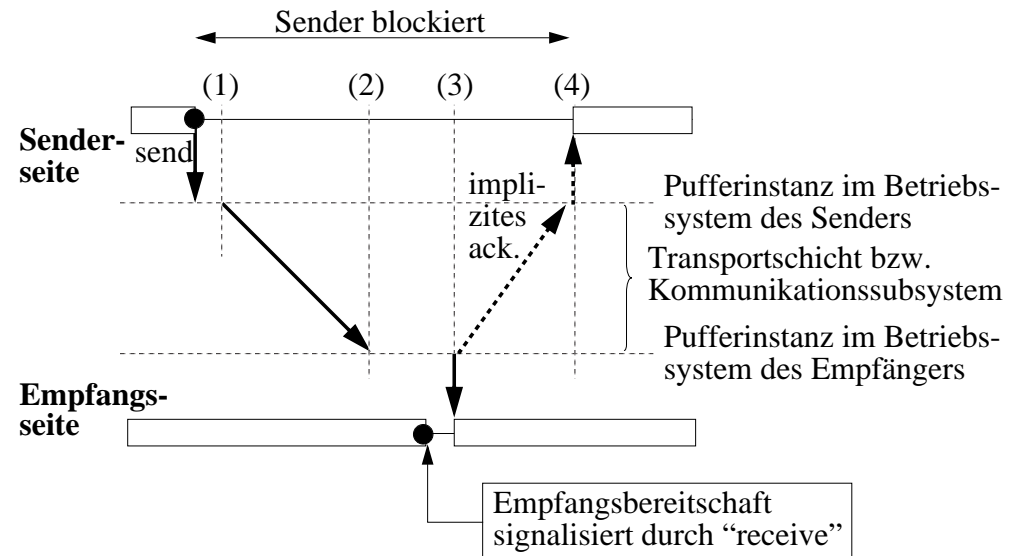 Sender blockiert
(1) (2) (3) (4)
Sender-
seite
send
impli-
zites
ack.
Pufferinstanz im Betriebs-
system des Senders
Transportschicht bzw.
Kommunikationssubsystem
Pufferinstanz im Betriebs-
system des Empfängers
Empfangs-
seite
Empfangsbereitschaft
signalisiert durch “receive”